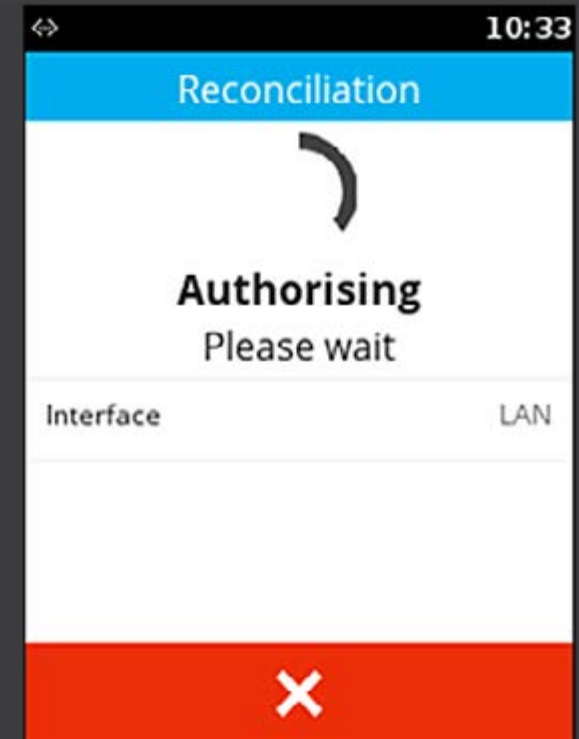 10:33
Reconciliation
Authorising
Please wait
Interface LAN